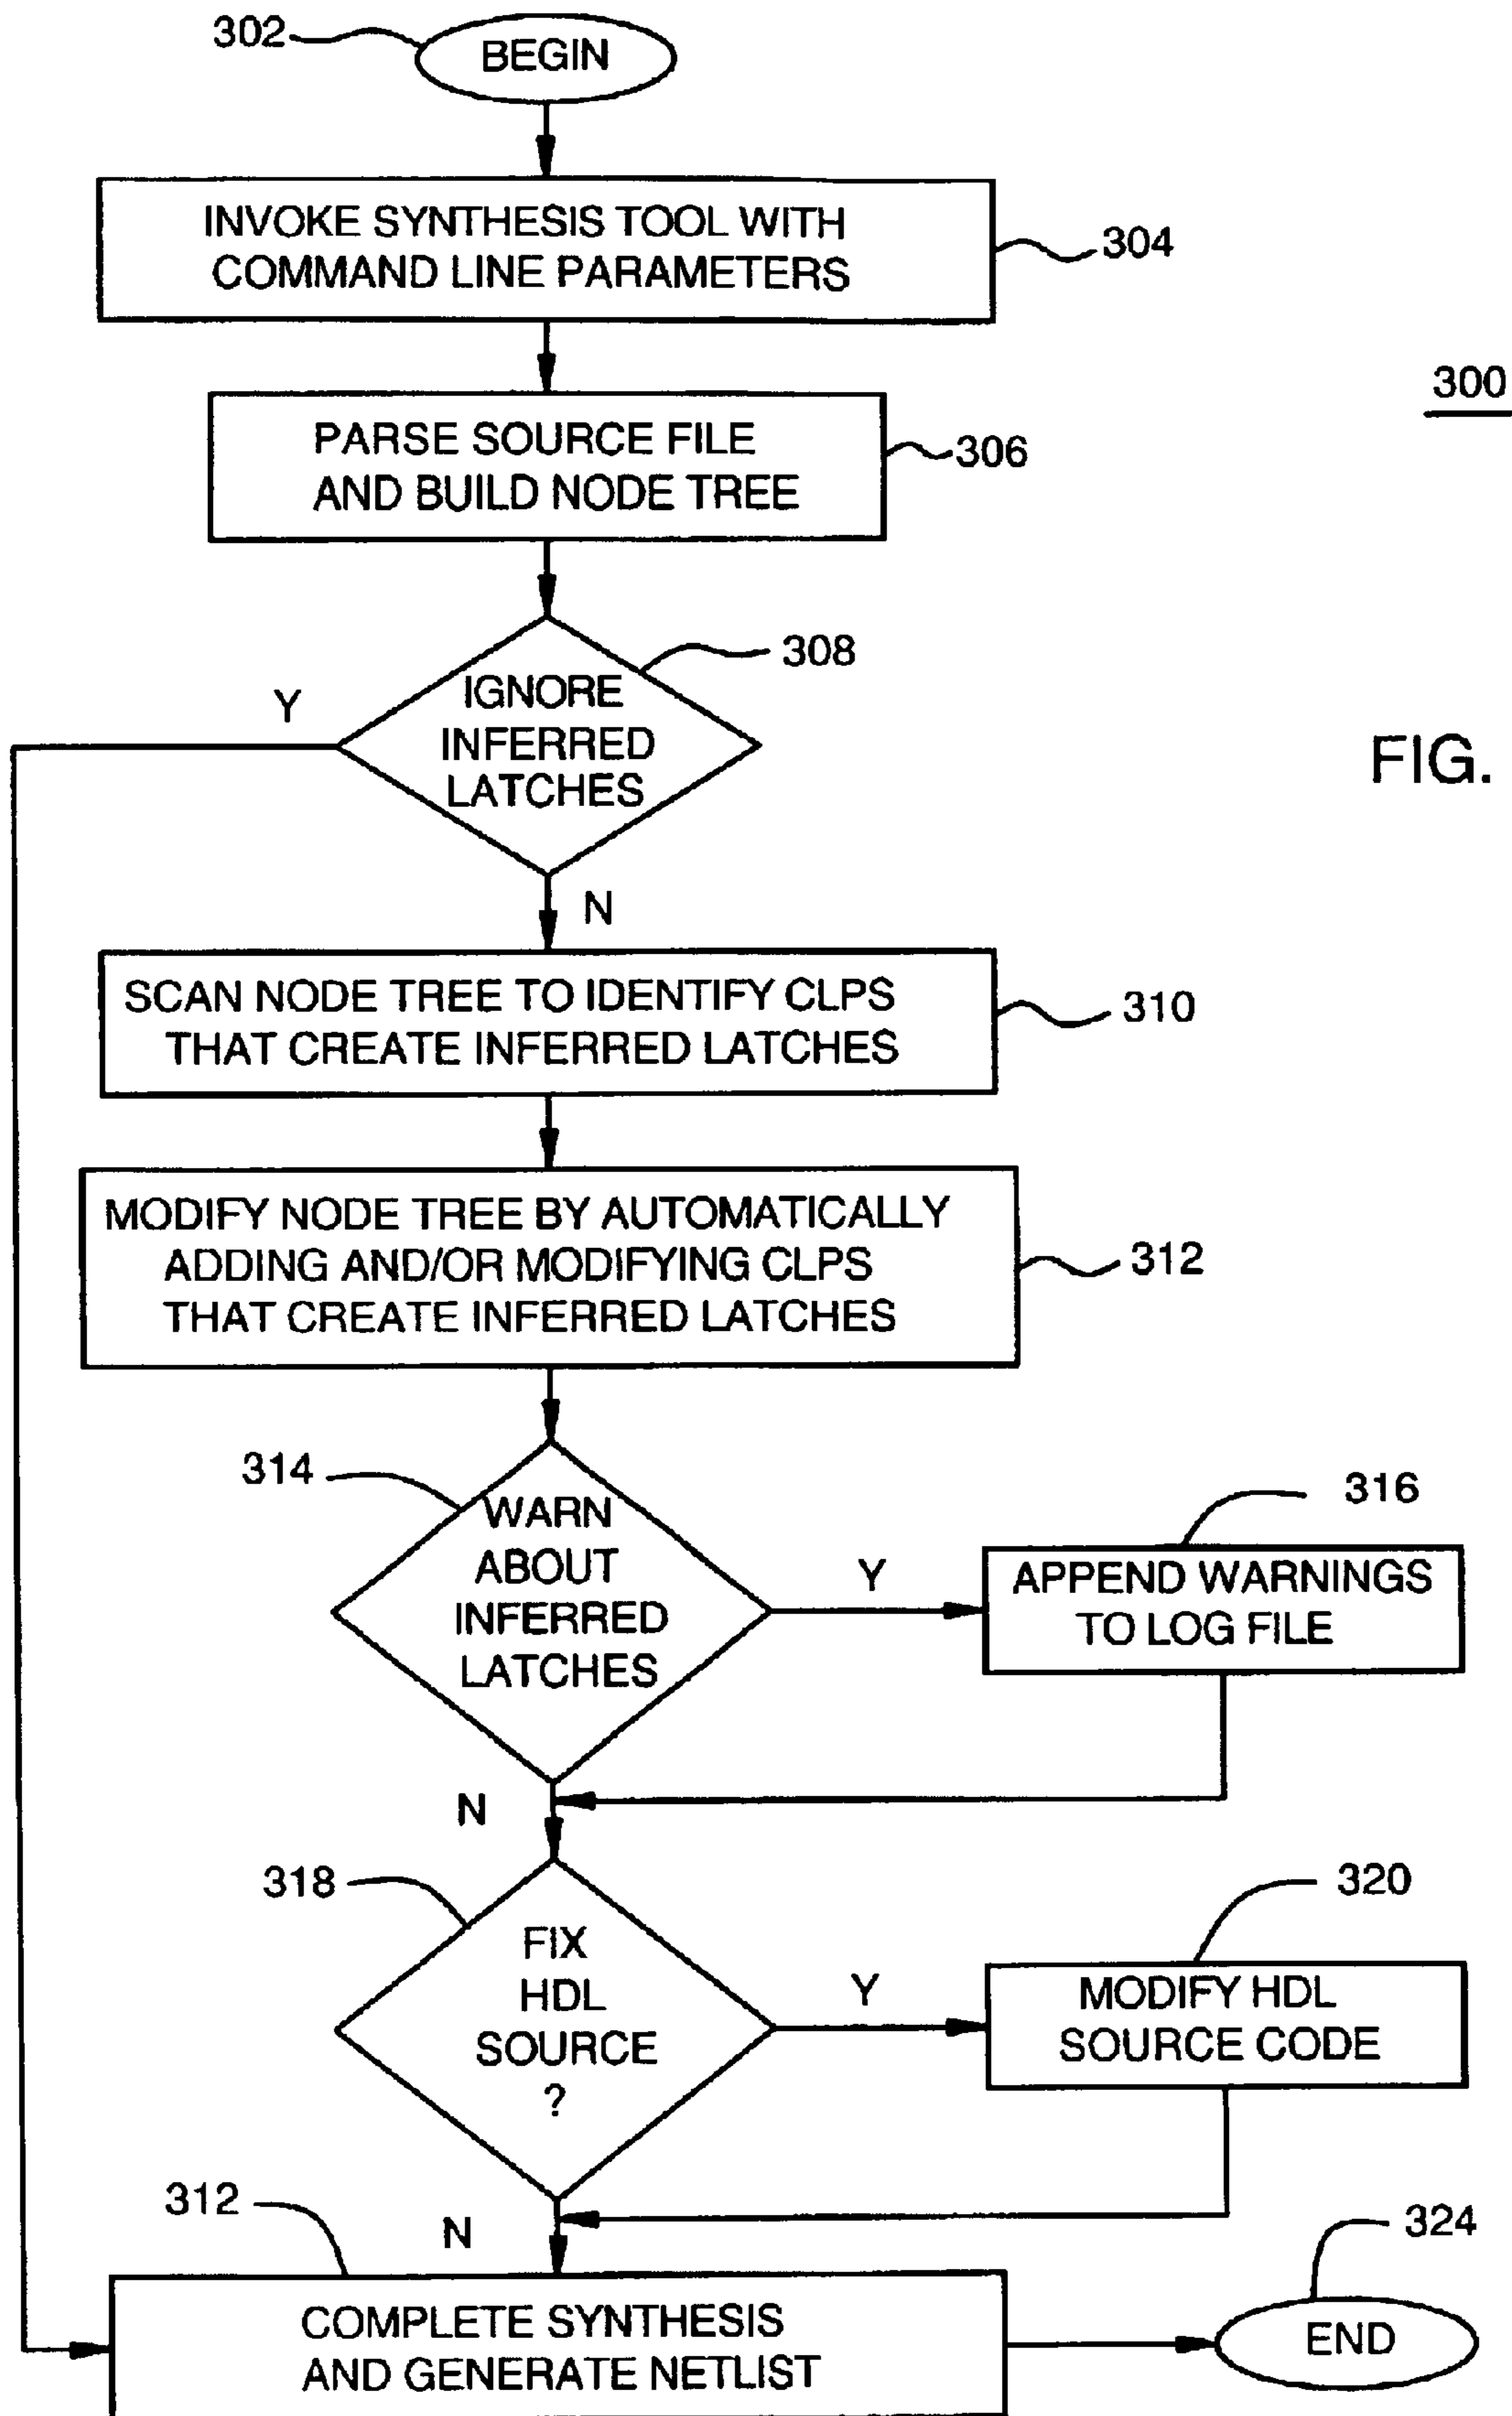 302
BEGIN
INVOKE SYNTHESIS TOOL WITH
COMMAND LINE PARAMETERS
304
300
PARSE SOURCE FILE
AND BUILD NODE TREE
306
308
Y
IGNORE
INFERRED
LATCHES
FIG.
N
SCAN NODE TREE TO IDENTIFY CLPS
THAT CREATE INFERRED LATCHES
310
MODIFY NODE TREE BY AUTOMATICALLY
ADDING AND/OR MODIFYING CLPS
THAT CREATE INFERRED LATCHES
312
314
WARN
ABOUT
INFERRED
LATCHES
Y
316
APPEND WARNINGS
TO LOG FILE
N
318
FIX
HDL
SOURCE
?
Y
320
MODIFY HDL
SOURCE CODE
312
N
324
COMPLETE SYNTHESIS
AND GENERATE NETLIST
END